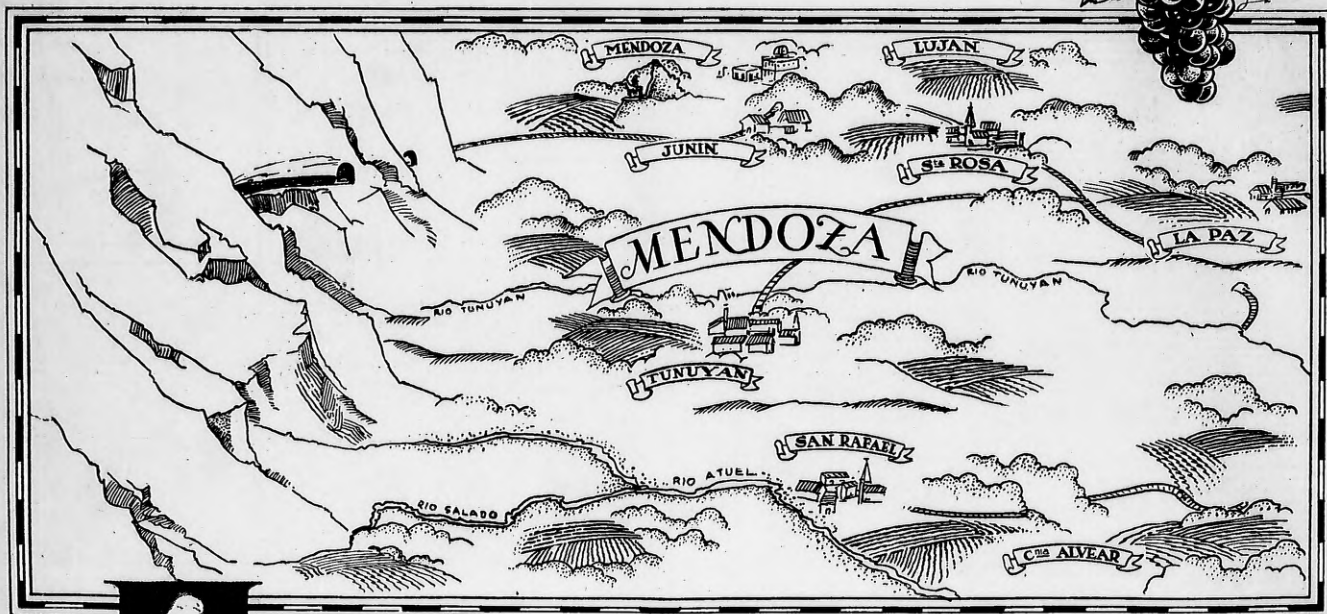 MENDOZA
LUJAN
JUNIN
Sta ROSA
MENDOZA
LA PAZ
RIO TUNUYAN
RIO TUNUYAN
TUNUYAN
SAN RAFAEL
RIO ATUEL
RIO SALADO
Cnia ALVEAR